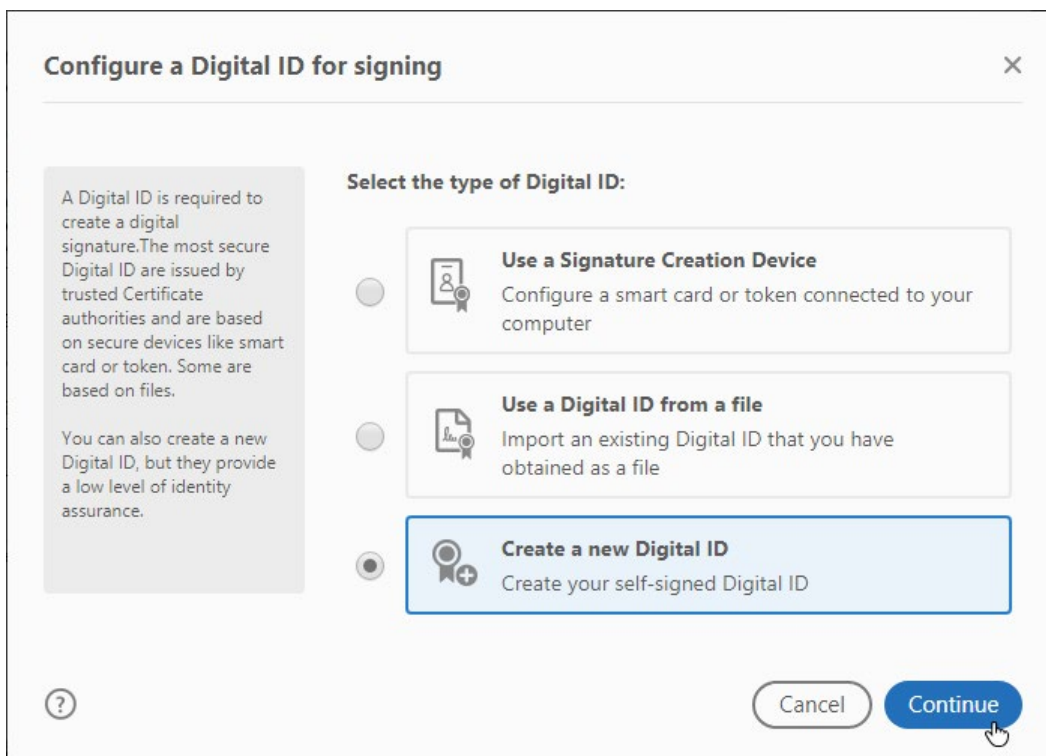 Configure a Digital ID for signing
A Digital ID is required to
create a digital
signature.The most secure
Digital ID are issued by
trusted Certificate
authorities and are based
on secure devices like smart
card or token. Some are
based on files.
You can also create a new
Digital ID, but they provide
a low level of identity
assurance.
Select the type of Digital ID:
Use a Signature Creation Device
Configure a smart card or token connected to your
computer
Use a Digital ID from a file
Import an existing Digital ID that you have
obtained as a file
Create a new Digital ID
Create your self-signed Digital ID
?
Cancel
Continue